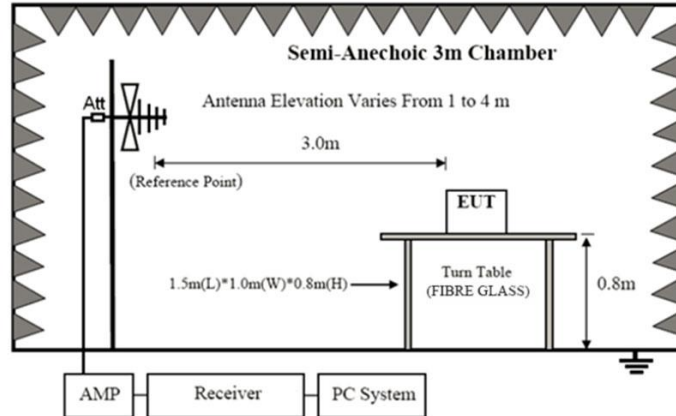 Semi-Anechoic 3m Chamber
Att
Antenna Elevation Varies From 1 to 4 m
3.0m
(Reference Point)
EUT
1.5m(L)*1.0m(W)*0.8m(H)
Turn Table
(FIBRE GLASS)
0.8m
AMP
Receiver
PC System